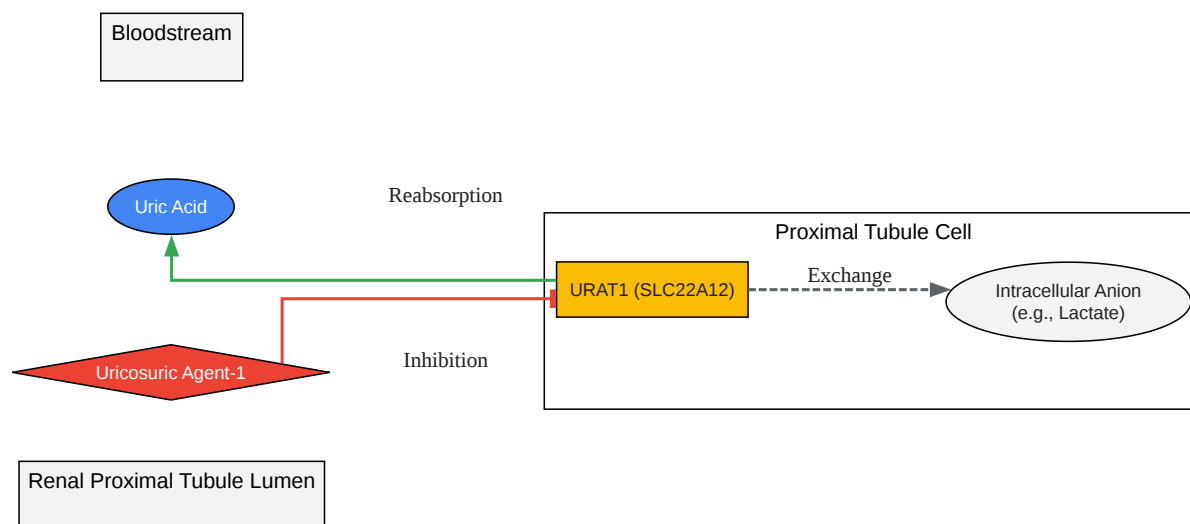 Bloodstream
Uric Acid
Reabsorption
Proximal Tubule Cell
URAT1 (SLC22A12)
Exchange
Intracellular Anion
(e.g., Lactate)
Inhibition
Uricosuric Agent-1
Renal Proximal Tubule Lumen